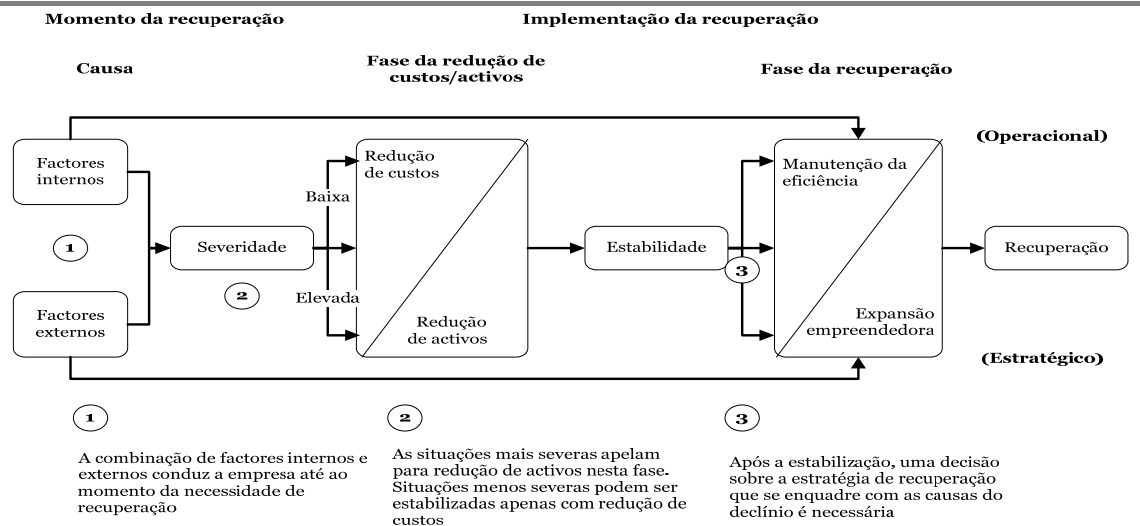 Momento da recuperação
Implementação da recuperação
Causa
Fase da redução de
custos/activos
Fase da recuperação
(Operacional)
Factores
internos
Redução
de custos
Manutenção da
eficiência
Baixa
1
Severidade
Estabilidade
Recuperação
3
2
Elevada
Factores
externos
Redução
de activos
Expansão
empreendedora
(Estratégico)
1
A combinação de factores internos e
externos conduz a empresa até ao
momento da necessidade de
recuperação
2
As situações mais severas apelam
para redução de activos nesta fase.
Situações menos severas podem ser
estabilizadas apenas com redução de
custos
3
Após a estabilização, uma decisão
sobre a estratégia de recuperação
que se enquadre com as causas do
declínio é necessária